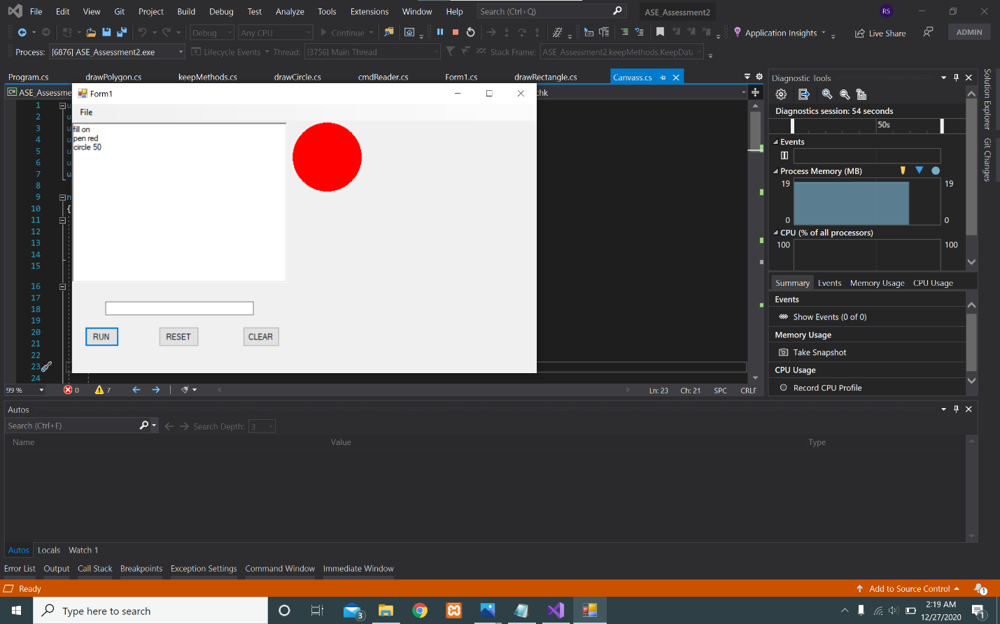 File Edit View Git Project Build Debug Test Analyze Tools Extensions Window Help Search (Ctrl+Q) ASE_Assessment2 RS
Debug Any CPU Continue Application Insights Live Share ADMIN
Process: [6876] ASE_Assessment2.exe Lifecycle Events Thread: [3756] Main Thread Stack Frame: ASE_Assessment2.keepMethods.KeepData
Program.cs drawPolygon.cs keepMethods.cs drawCircle.cs cmdReader.cs Form1.cs drawRectangle.cs Canvass.cs
C# ASE_Assessme chk
1
2
3
4
5
6
7
8
9
10 {
11
12
13
14
15
16
17
18
19
20
21
22
23
24
Form1
File
fill on
pen red
circle 50
RUN RESET CLEAR
99 % 0 7 Ln: 23 Ch: 21 SPC CRLF
Diagnostic Tools
Diagnostics session: 54 seconds
50s
Events
Process Memory (MB)
19 19
0 0
CPU (% of all processors)
100 100
Summary Events Memory Usage CPU Usage
Events
Show Events (0 of 0)
Memory Usage
Take Snapshot
CPU Usage
Record CPU Profile
Solution Explorer
Git Changes
Autos
Search (Ctrl+E) Search Depth: 3
Name Value Type
Autos Locals Watch 1
Error List Output Call Stack Breakpoints Exception Settings Command Window Immediate Window
Ready Add to Source Control 1
Type here to search 3 2:19 AM
12/27/2020 1